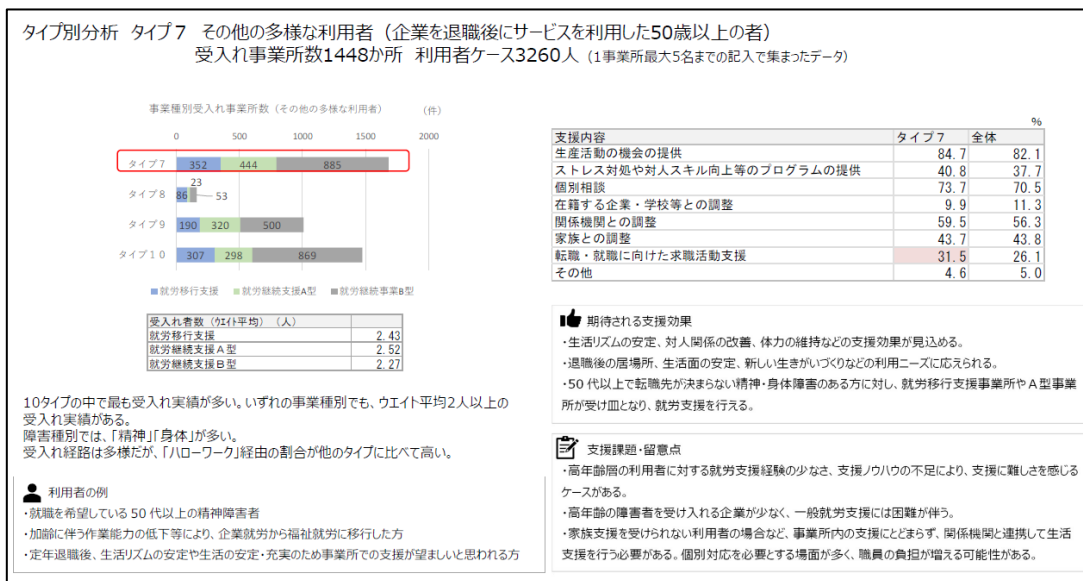 タイプ別分析 タイプ7 その他の多様な利用者（企業を退職後にサービスを利用した50歳以上の者）
受入れ事業所数1448か所 利用者ケース3260人（1事業所最大5名までの記入で集まったデータ）
事業種別受入れ事業所数（その他の多様な利用者） （件）
0 500 1000 1500 2000
タイプ7 352 444 885
タイプ8 86 23 53
タイプ9 190 320 500
タイプ10 307 298 869
■就労移行支援 ■就労継続支援A型 ■就労継続事業B型
受入れ者数（ウエイト平均）（人）
就労移行支援 2.43
就労継続支援A型 2.52
就労継続支援B型 2.27
10タイプの中で最も受入れ実績が多い。いずれの事業種別でも、ウエイト平均2人以上の
受入れ実績がある。
障害種別では、「精神」「身体」が多い。
受入れ経路は多様だが、「ハローワーク」経由の割合が他のタイプに比べて高い。
利用者の例
・就職を希望している50代以上の精神障害者
・加齢に伴う作業能力の低下等により、企業就労から福祉就労に移行した方
・定年退職後、生活リズムの安定や生活の安定・充実のため事業所での支援が望ましいと思われる方
%
支援内容 タイプ7 全体
生産活動の機会の提供 84.7 82.1
ストレス対処や対人スキル向上等のプログラムの提供 40.8 37.7
個別相談 73.7 70.5
在籍する企業・学校等との調整 9.9 11.3
関係機関との調整 59.5 56.3
家族との調整 43.7 43.8
転職・就職に向けた求職活動支援 31.5 26.1
その他 4.6 5.0
期待される支援効果
・生活リズムの安定、対人関係の改善、体力の維持などの支援効果が見込める。
・退職後の居場所、生活面の安定、新しい生きがいづくりなどの利用ニーズに応えられる。
・50代以上で転職先が決まらない精神・身体障害のある方に対し、就労移行支援事業所やA型事業
所が受け皿となり、就労支援を行える。
支援課題・留意点
・高年齢層の利用者に対する就労支援経験の少なさ、支援ノウハウの不足により、支援に難しさを感じる
ケースがある。
・高年齢の障害者を受け入れる企業が少なく、一般就労支援には困難が伴う。
・家族支援を受けられない利用者の場合など、事業所内の支援にとどまらず、関係機関と連携して生活
支援を行う必要がある。個別対応を必要とする場面が多く、職員の負担が増える可能性がある。